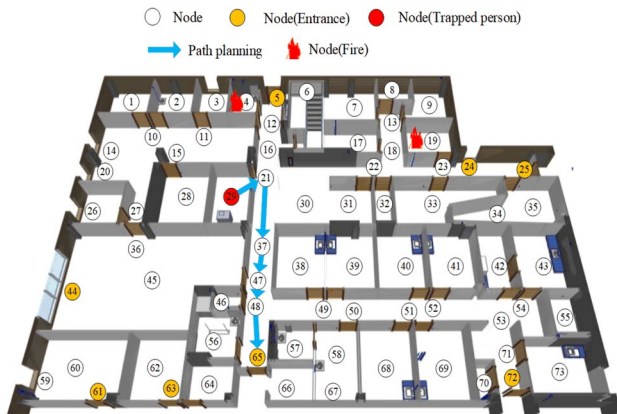 Node
Node(Entrance)
Node(Trapped person)
Path planning
Node(Fire)
1 2 3 4 5 6 7 8 9
10 11 12 13
14 15 16 17 18 19
20 21 22 23 24 25
26 27 28 29 30 31 32 33 34 35
36 37 38 39 40 41 42 43
44 45 46 47 48 49 50 51 52 53 54 55
56 57 58
59 60 61 62 63 64 65 66 67 68 69 70 71 72 73